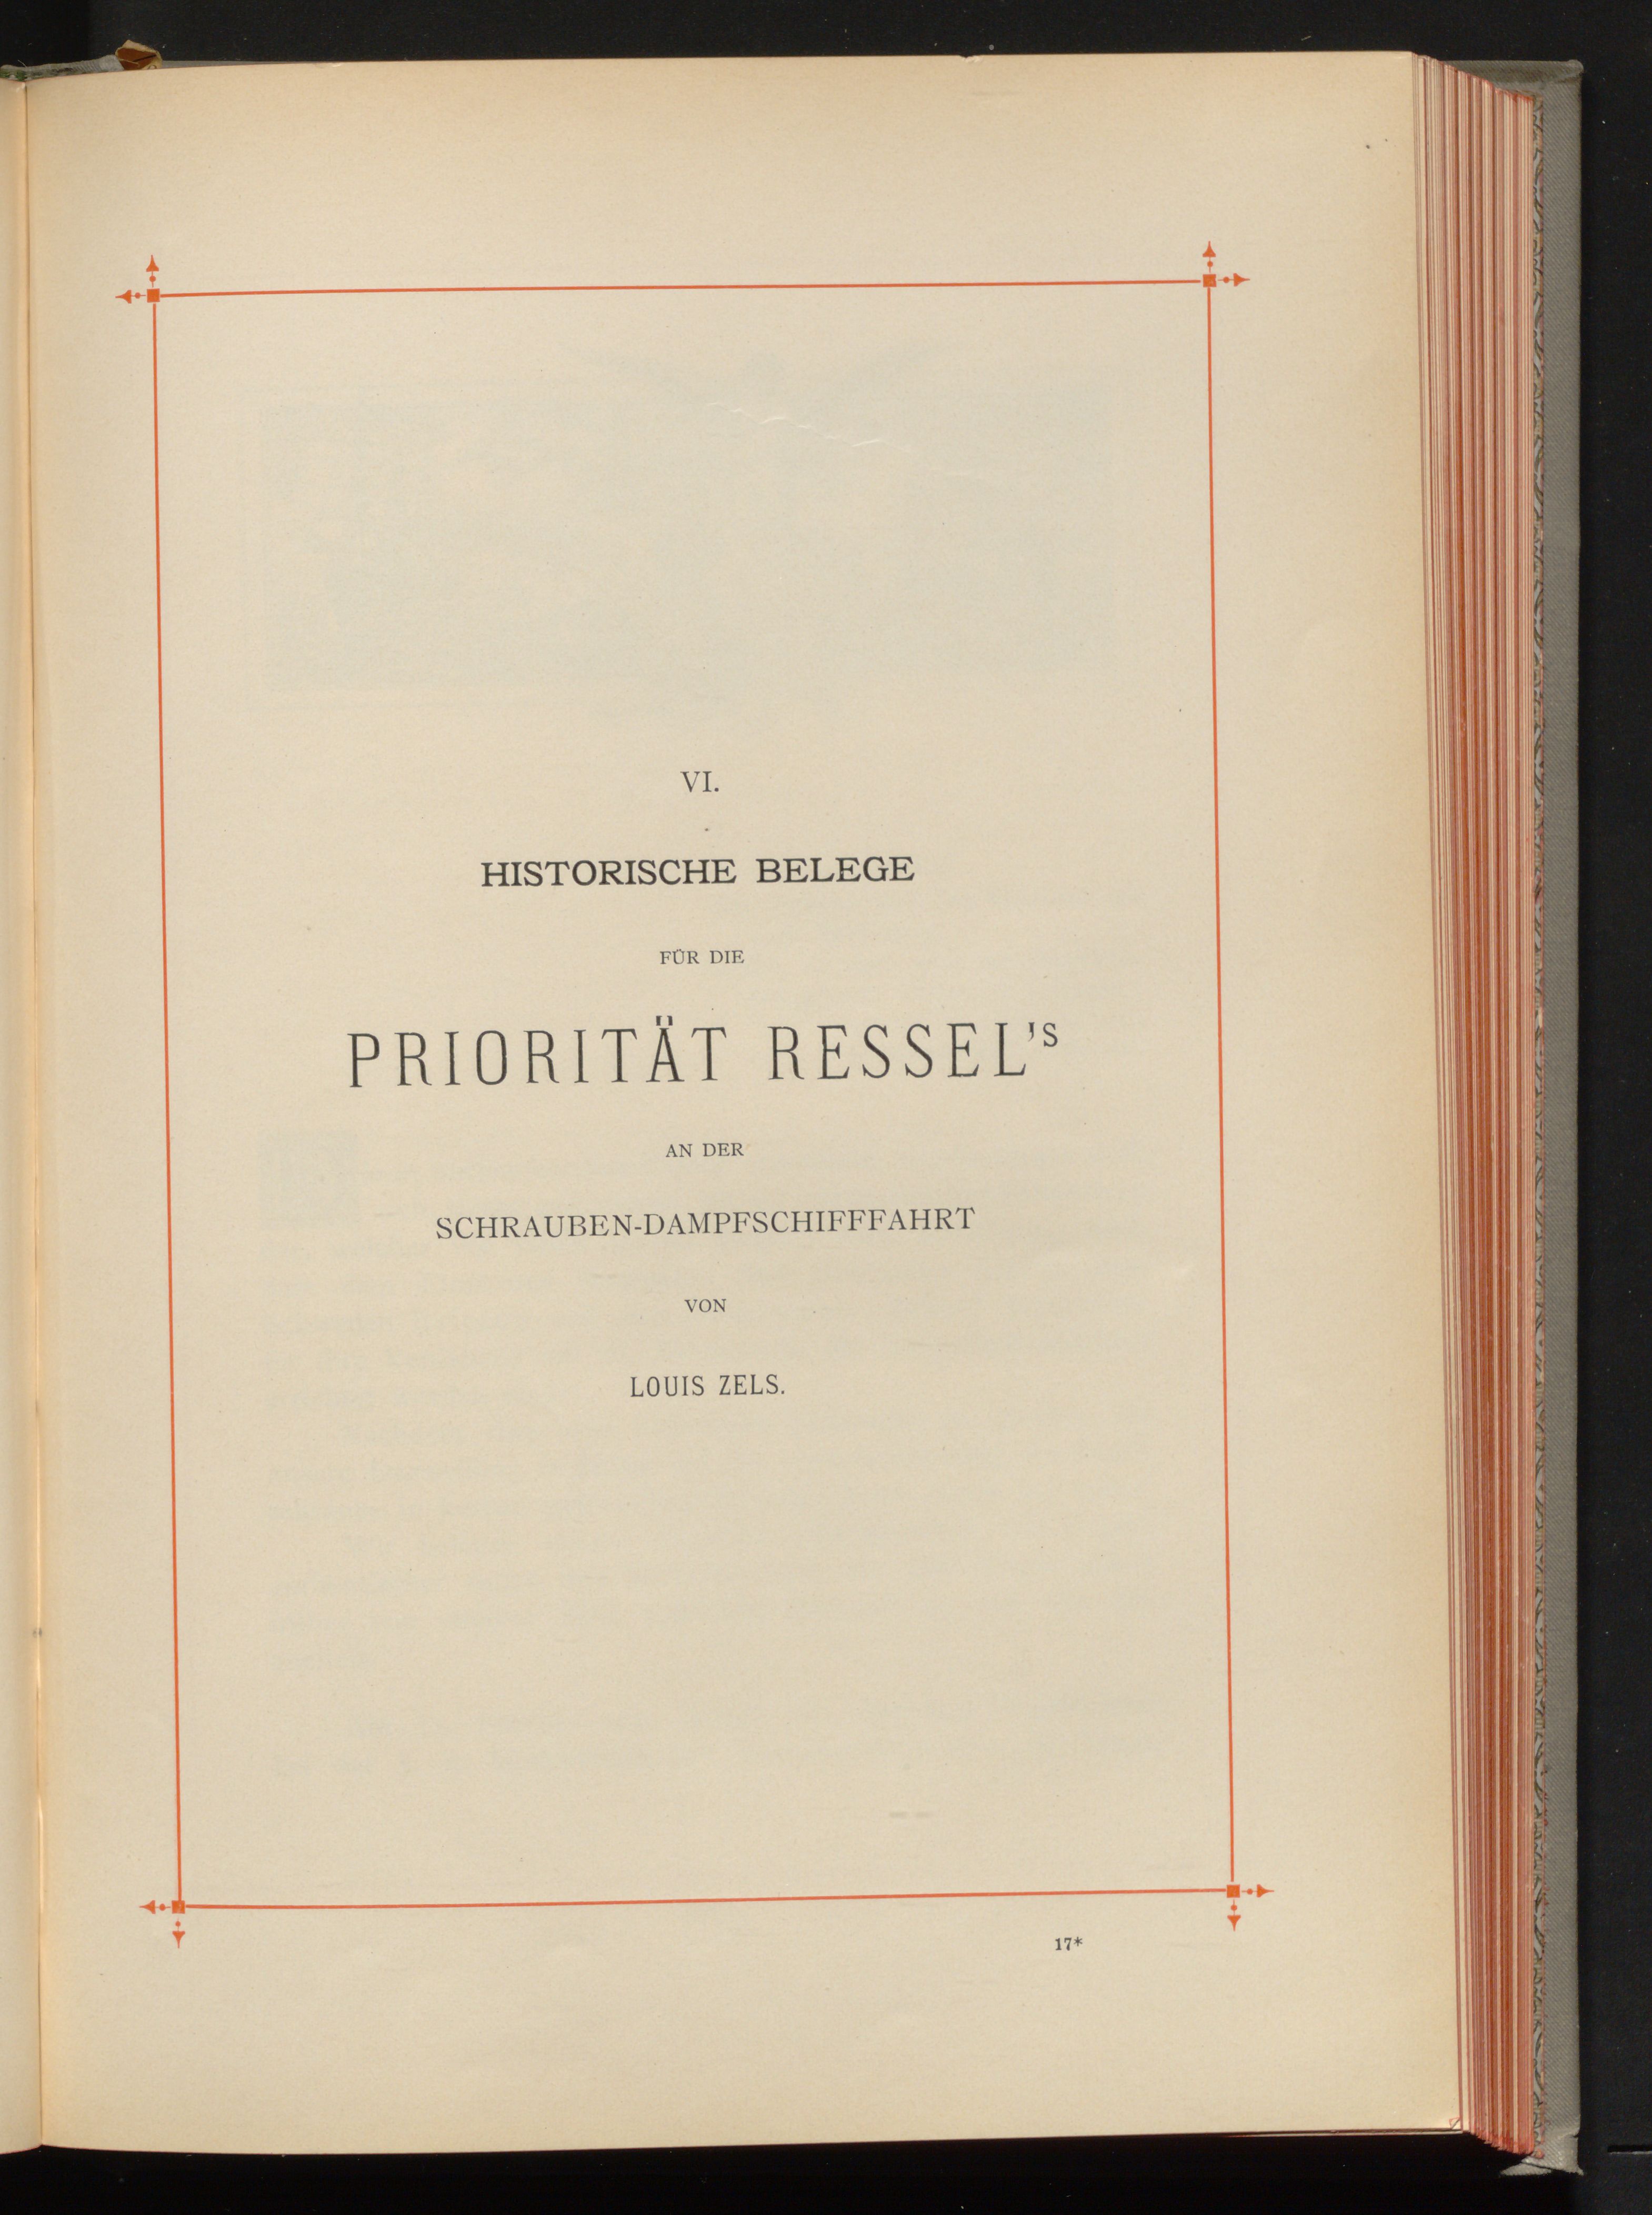 VI.
HISTORISCHE BELEGE
FÜR DIE
PRIORITÄT RESSEL'S
AN DER
SCHRAUBEN-DAMPFSCHIFFFAHRT
VON
LOUIS ZELS.
17*